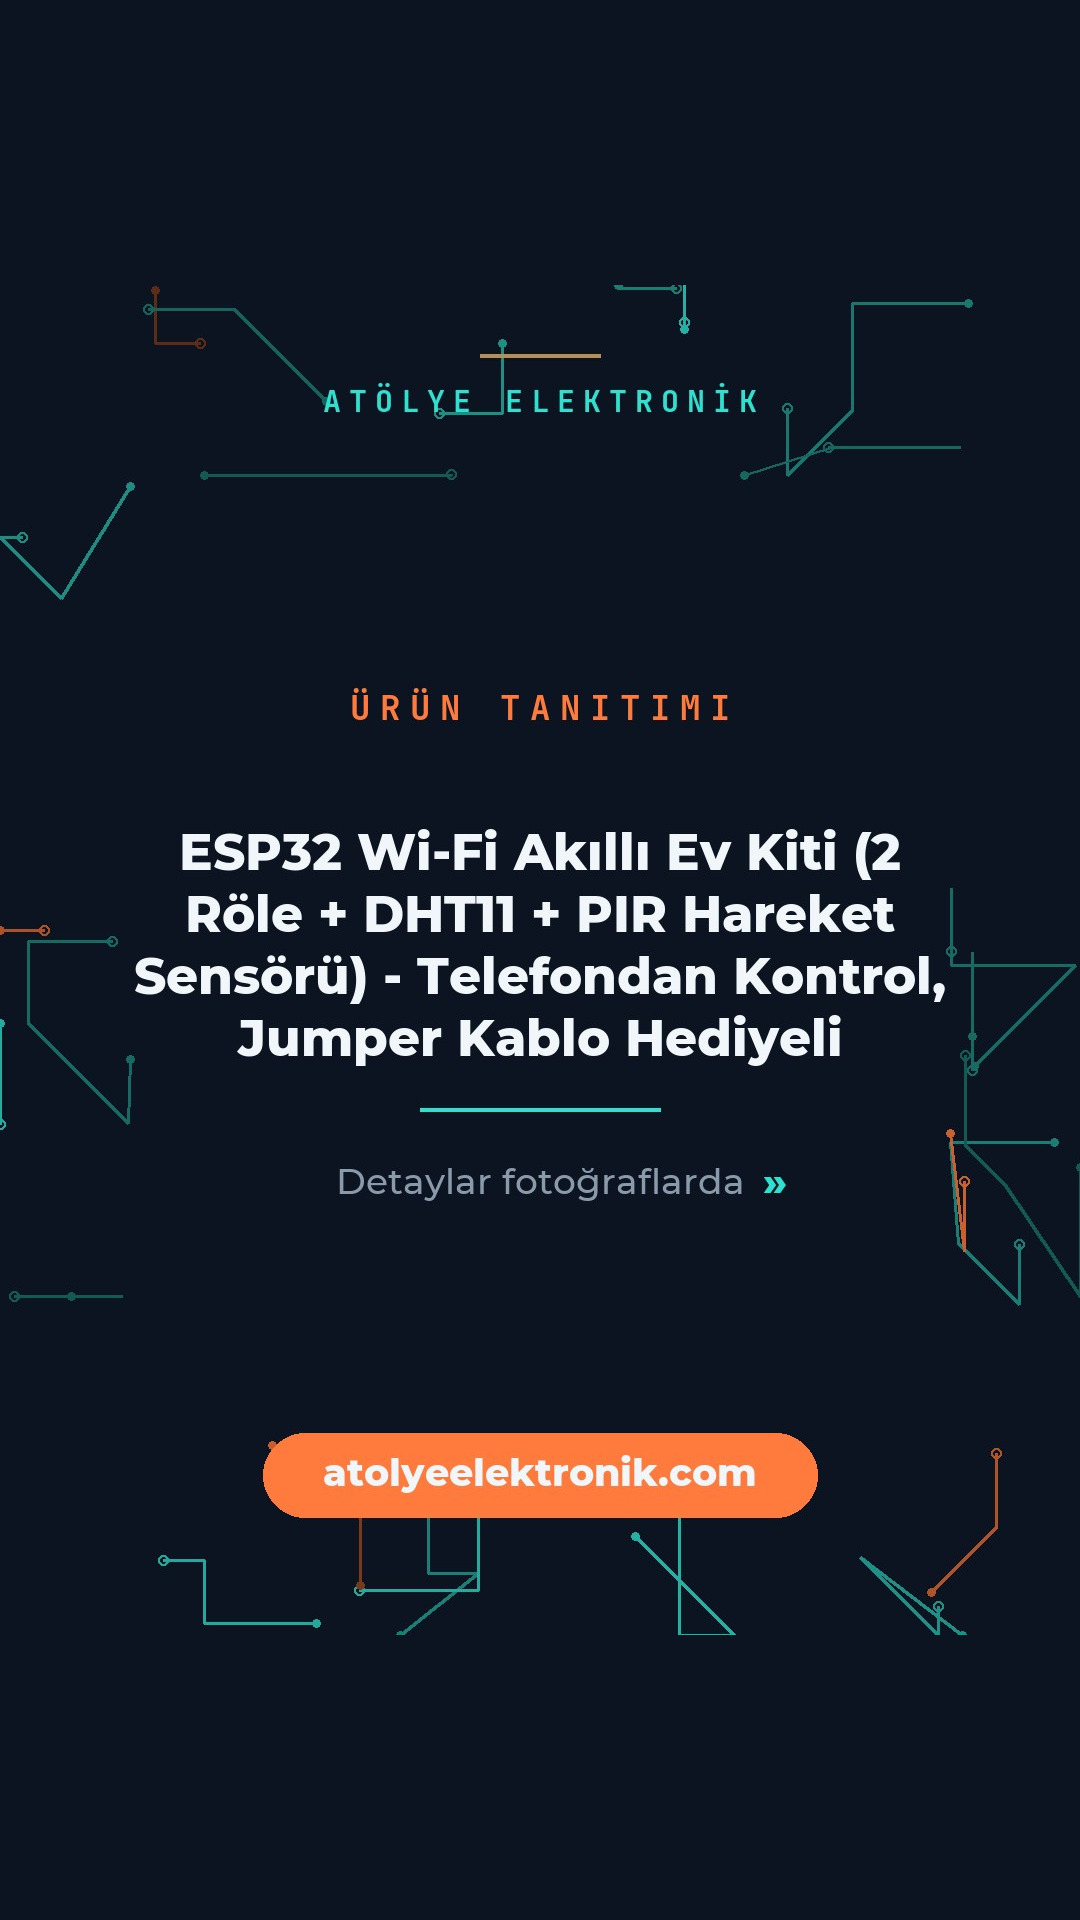 ATÖLYE ELEKTRONİK
ÜRÜN TANITIMI
ESP32 Wi-Fi Akıllı Ev Kiti (2
Röle + DHT11 + PIR Hareket
Sensörü) - Telefondan Kontrol,
Jumper Kablo Hediyeli
Detaylar fotoğraflarda »
atolyeelektronik.com